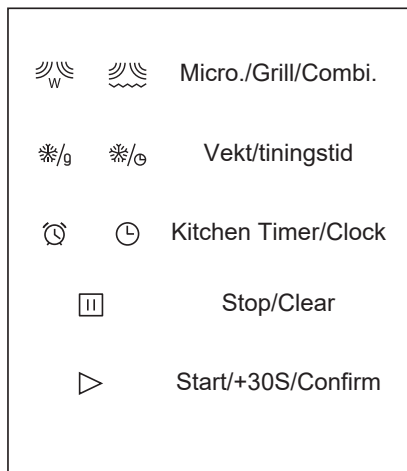 W Micro./Grill/Combi.
/g / Vekt/tiningstid
Kitchen Timer/Clock
Stop/Clear
Start/+30S/Confirm